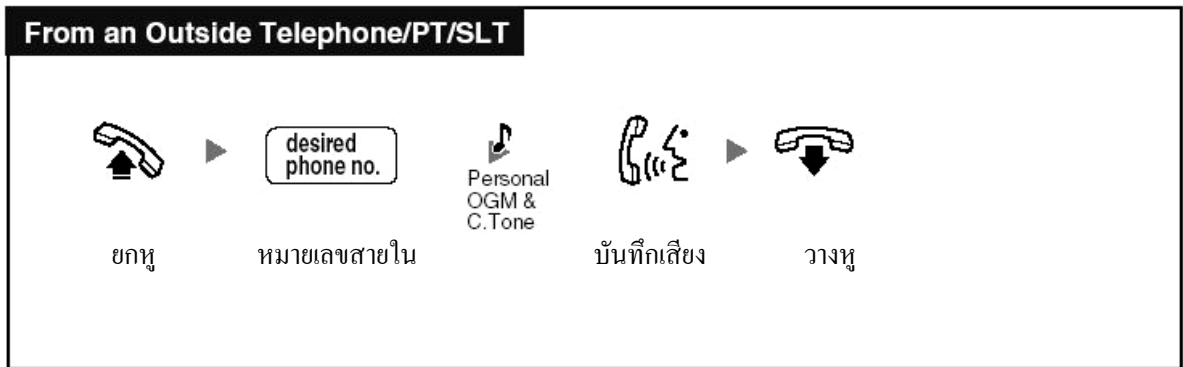 From an Outside Telephone/PT/SLT
desired
phone no.
Personal
OGM &
C.Tone
ยกหู หมายเลขสายใน บันทึกเสียง วางหู